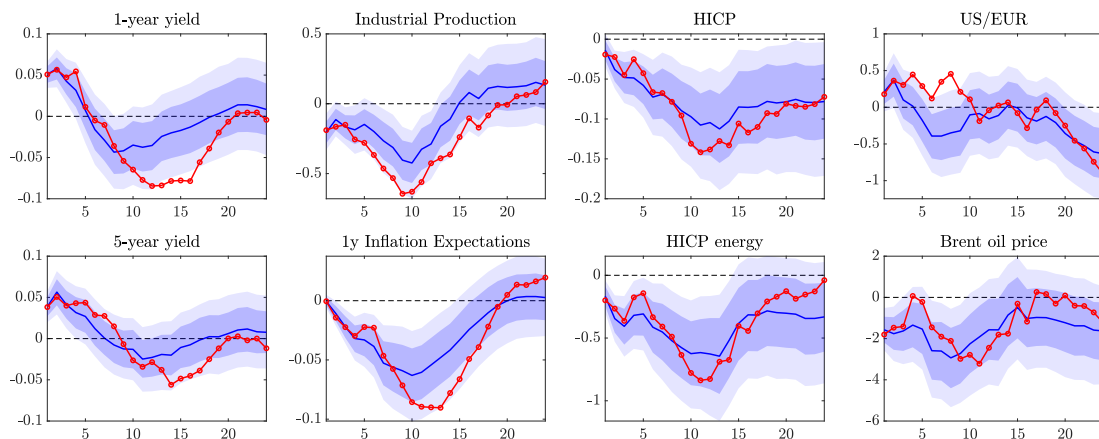 1-year yield
0.1
0.05
0
-0.05
-0.1
5 10 15 20
Industrial Production
0.5
0
-0.5
5 10 15 20
HICP
0
-0.05
-0.1
-0.15
-0.2
5 10 15 20
US/EUR
1
0
-1
5 10 15 20
5-year yield
0.1
0.05
0
-0.05
-0.1
5 10 15 20
1y Inflation Expectations
0
-0.05
-0.1
5 10 15 20
HICP energy
0
-0.5
-1
5 10 15 20
Brent oil price
2
0
-2
-4
-6
5 10 15 20